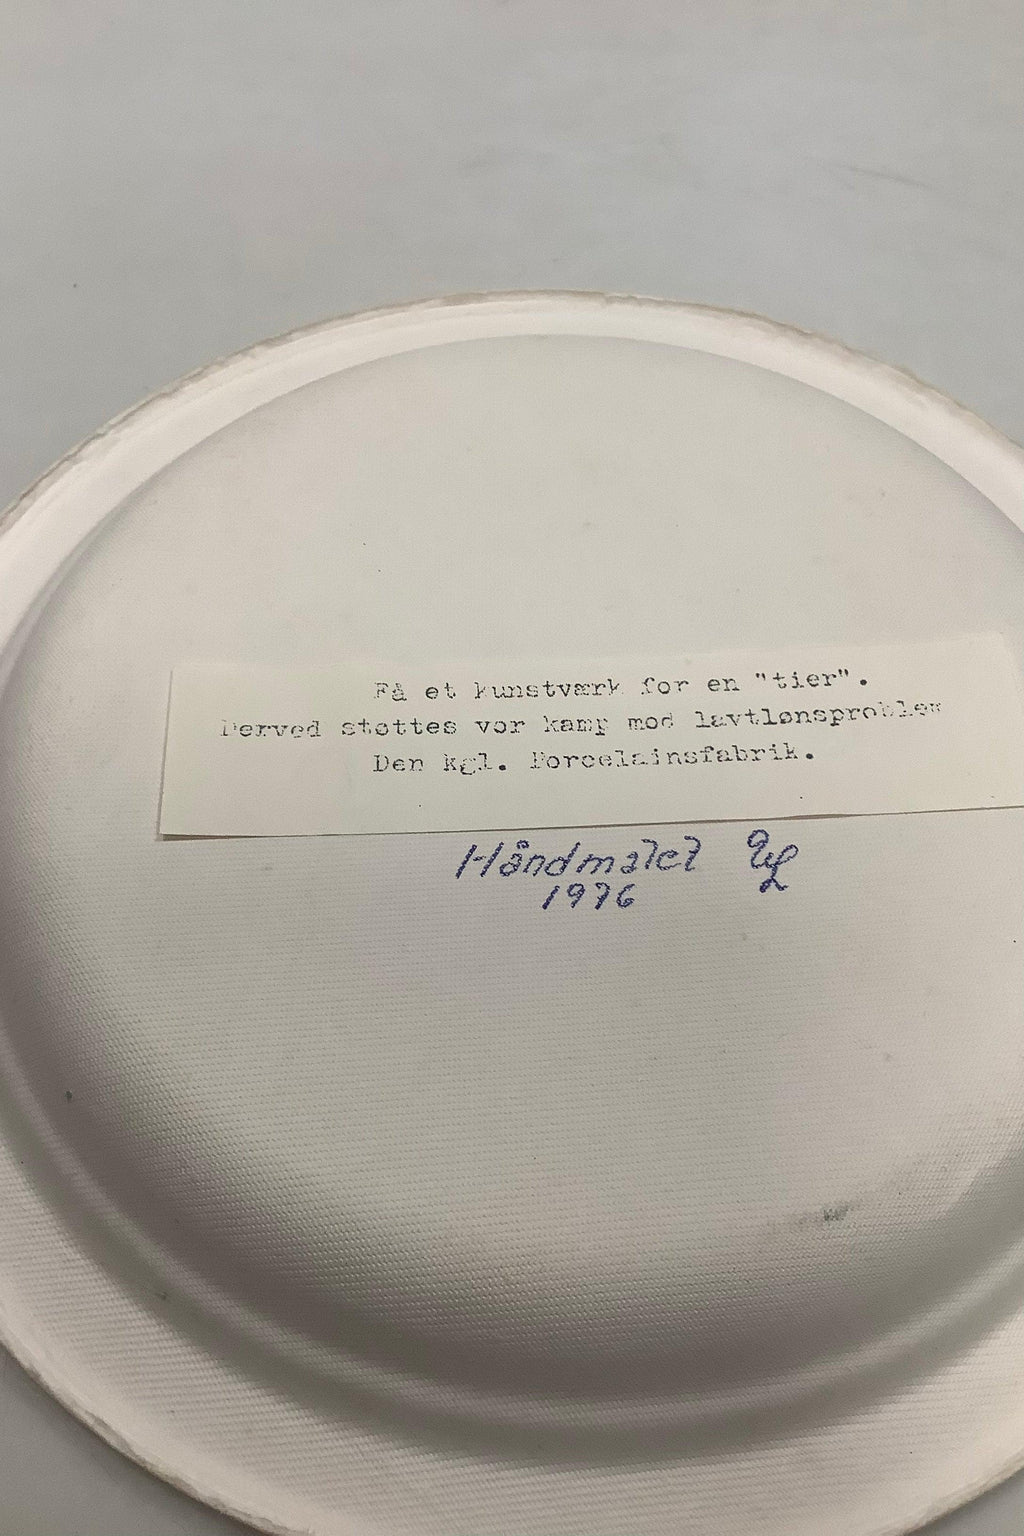 Få et kunstværk for en "tier".
Derved støttes vor kamp mod lavtlønsproblem
Den kgl. Porcelainsfabrik.
Håndmalet
1976